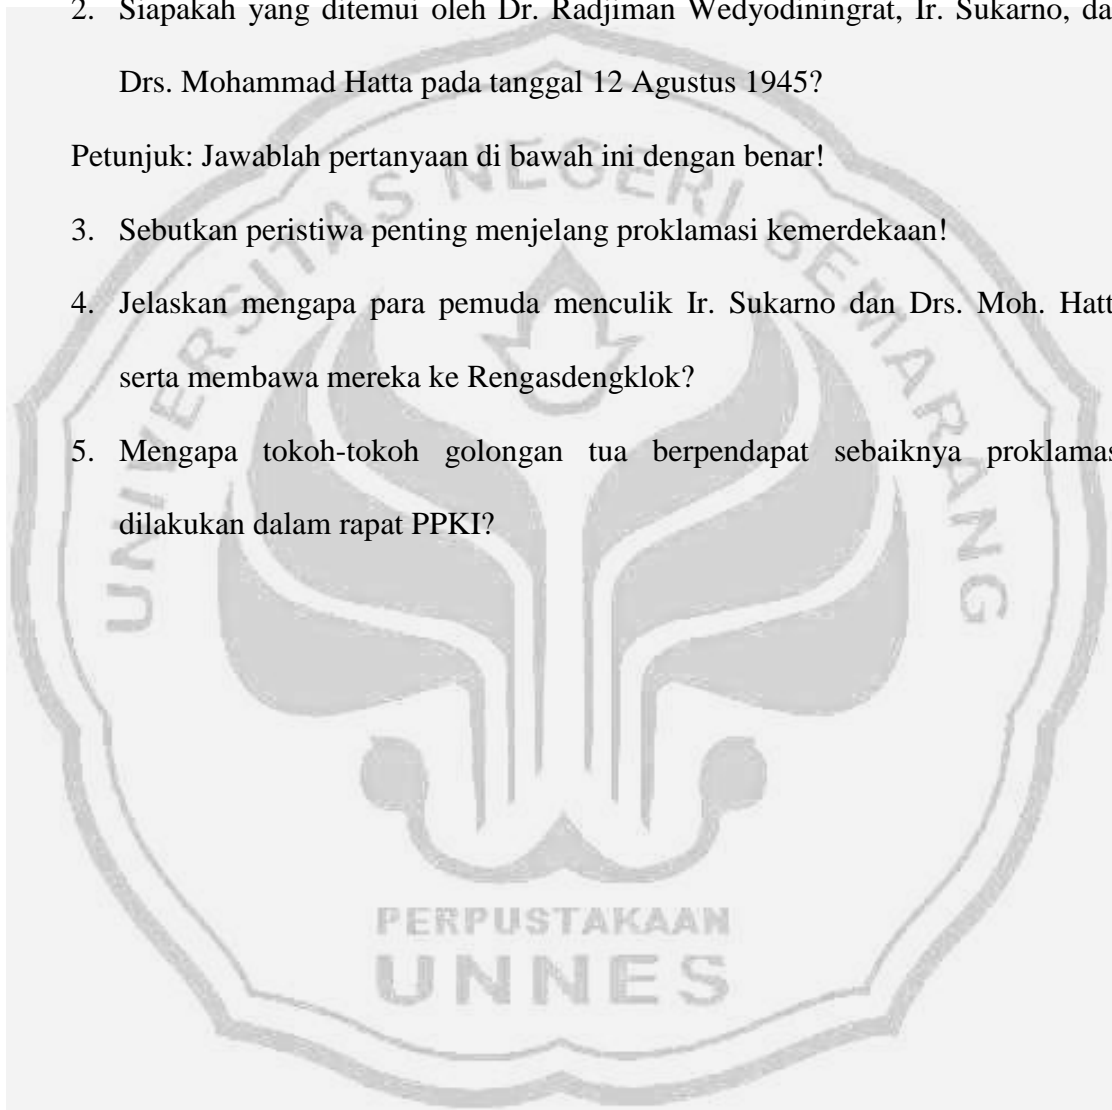 2. Siapakah yang ditemui oleh Dr. Radjiman Wedyodiningrat, Ir. Sukarno, da
Drs. Mohammad Hatta pada tanggal 12 Agustus 1945?
Petunjuk: Jawablah pertanyaan di bawah ini dengan benar!
3. Sebutkan peristiwa penting menjelang proklamasi kemerdekaan!
4. Jelaskan mengapa para pemuda menculik Ir. Sukarno dan Drs. Moh. Hatt
serta membawa mereka ke Rengasdengklok?
5. Mengapa tokoh-tokoh golongan tua berpendapat sebaiknya proklamas
dilakukan dalam rapat PPKI?
UNIVERSITAS NEGERI SEMARANG
PERPUSTAKAAN
UNNES